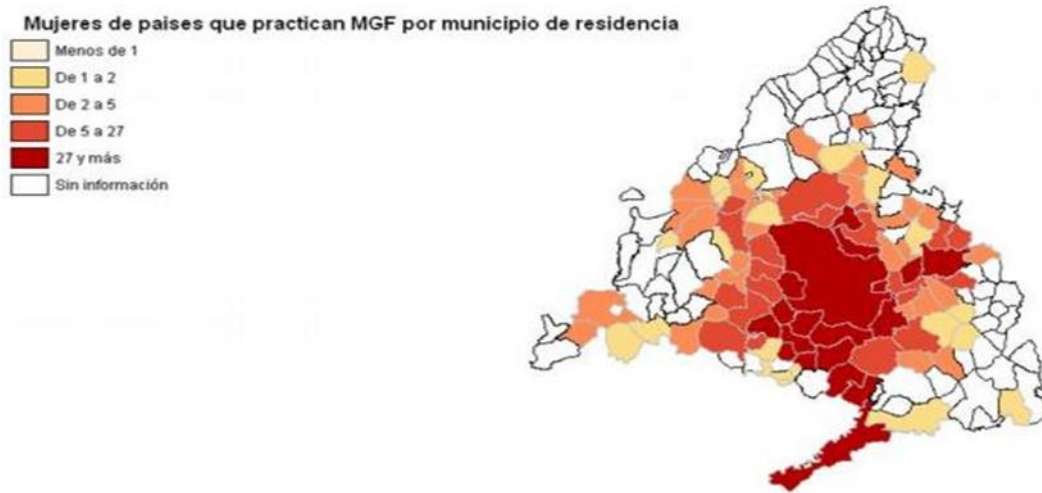 Mujeres de paises que practican MGF por municipio de residencia
Menos de 1
De 1 a 2
De 2 a 5
De 5 a 27
27 y más
Sin información